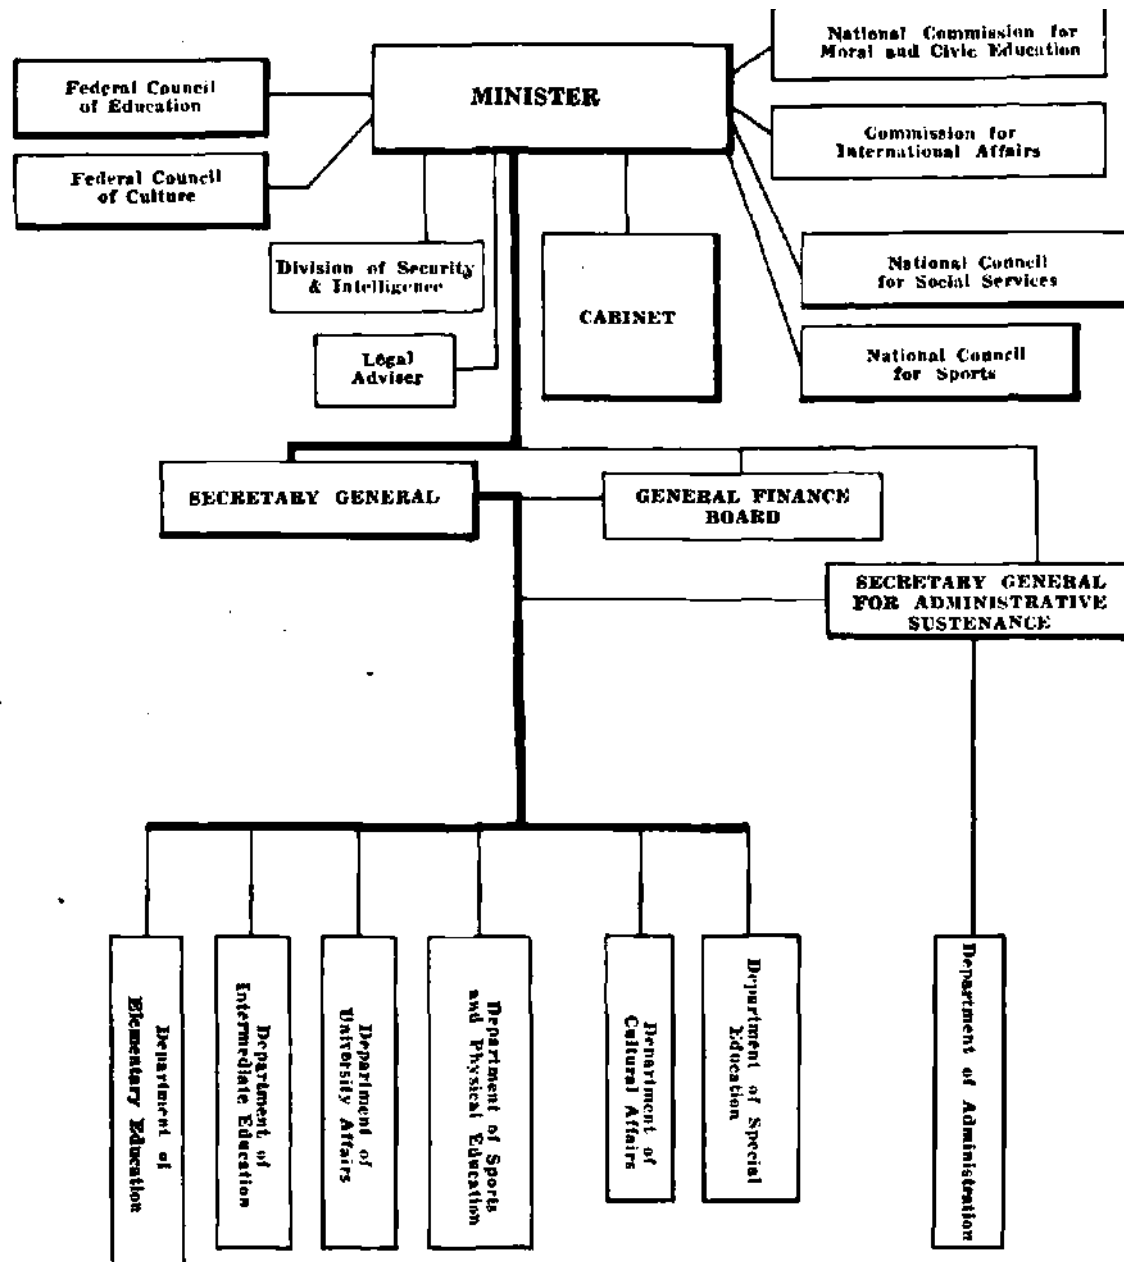 National Commission for
Moral and Civic Education
Federal Council
of Education
MINISTER
Commission for
International Affairs
Federal Council
of Culture
Division of Security
& Intelligence
National Council
for Social Services
CABINET
Legal
Adviser
National Council
for Sports
SECRETARY GENERAL
GENERAL FINANCE
BOARD
SECRETARY GENERAL
FOR ADMINISTRATIVE
SUSTENANCE
Department of
Elementary Education
Department of
Intermediate Education
Department of
University Affairs
Department of Sports
and Physical Education
Department of
Cultural Affairs
Department of Special
Education
Department of Administration